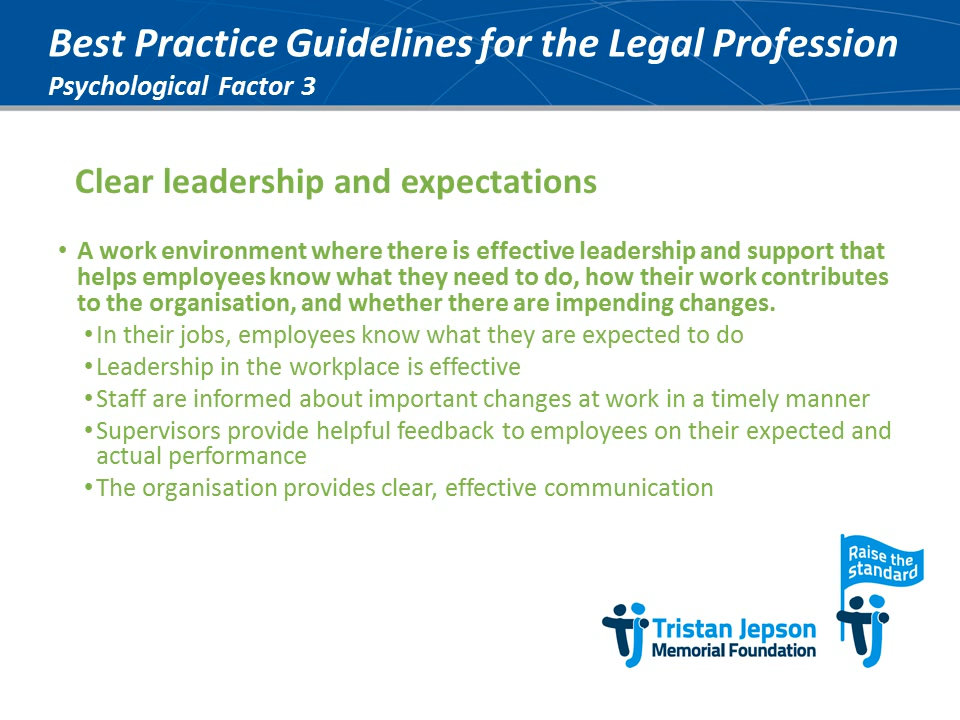 Best Practice Guidelines for the Legal Profession
Psychological Factor 3
Clear leadership and expectations
• A work environment where there is effective leadership and support that
helps employees know what they need to do, how their work contributes
to the organisation, and whether there are impending changes.
• In their jobs, employees know what they are expected to do
• Leadership in the workplace is effective
• Staff are informed about important changes at work in a timely manner
• Supervisors provide helpful feedback to employees on their expected and
actual performance
• The organisation provides clear, effective communication
Raise the
standard
Tristan Jepson
Memorial Foundation